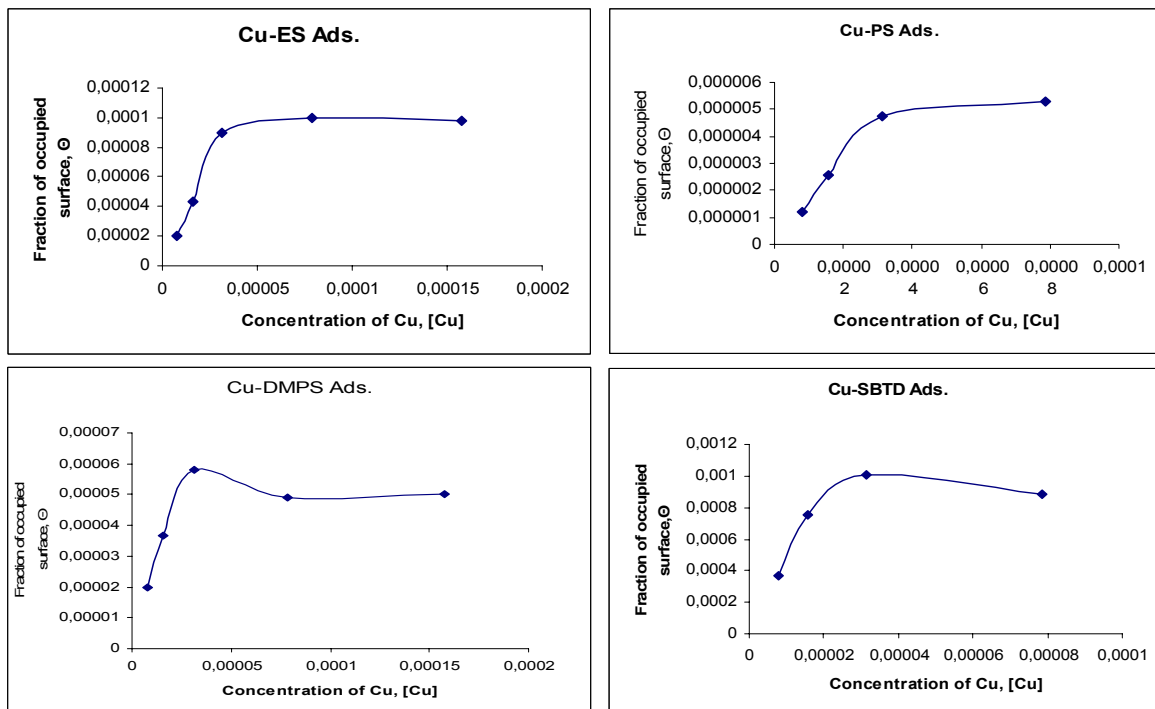 Cu-ES Ads.
Fraction of occupied
surface, Θ
0,00012
0,0001
0,00008
0,00006
0,00004
0,00002
0
0 0,00005 0,0001 0,00015 0,0002
Concentration of Cu, [Cu]
Cu-PS Ads.
Fraction of occupied
surface, Θ
0,000006
0,000005
0,000004
0,000003
0,000002
0,000001
0
0 0,0000 0,0000 0,0000 0,0000 0,0001
2 4 6 8
Concentration of Cu, [Cu]
Cu-DMPS Ads.
Fraction of occupied
surface, Θ
0,00007
0,00006
0,00005
0,00004
0,00003
0,00002
0,00001
0
0 0,00005 0,0001 0,00015 0,0002
Concentration of Cu, [Cu]
Cu-SBTD Ads.
Fraction of occupied
surface,Θ
0,0012
0,001
0,0008
0,0006
0,0004
0,0002
0
0 0,00002 0,00004 0,00006 0,00008 0,0001
Concentration of Cu, [Cu]